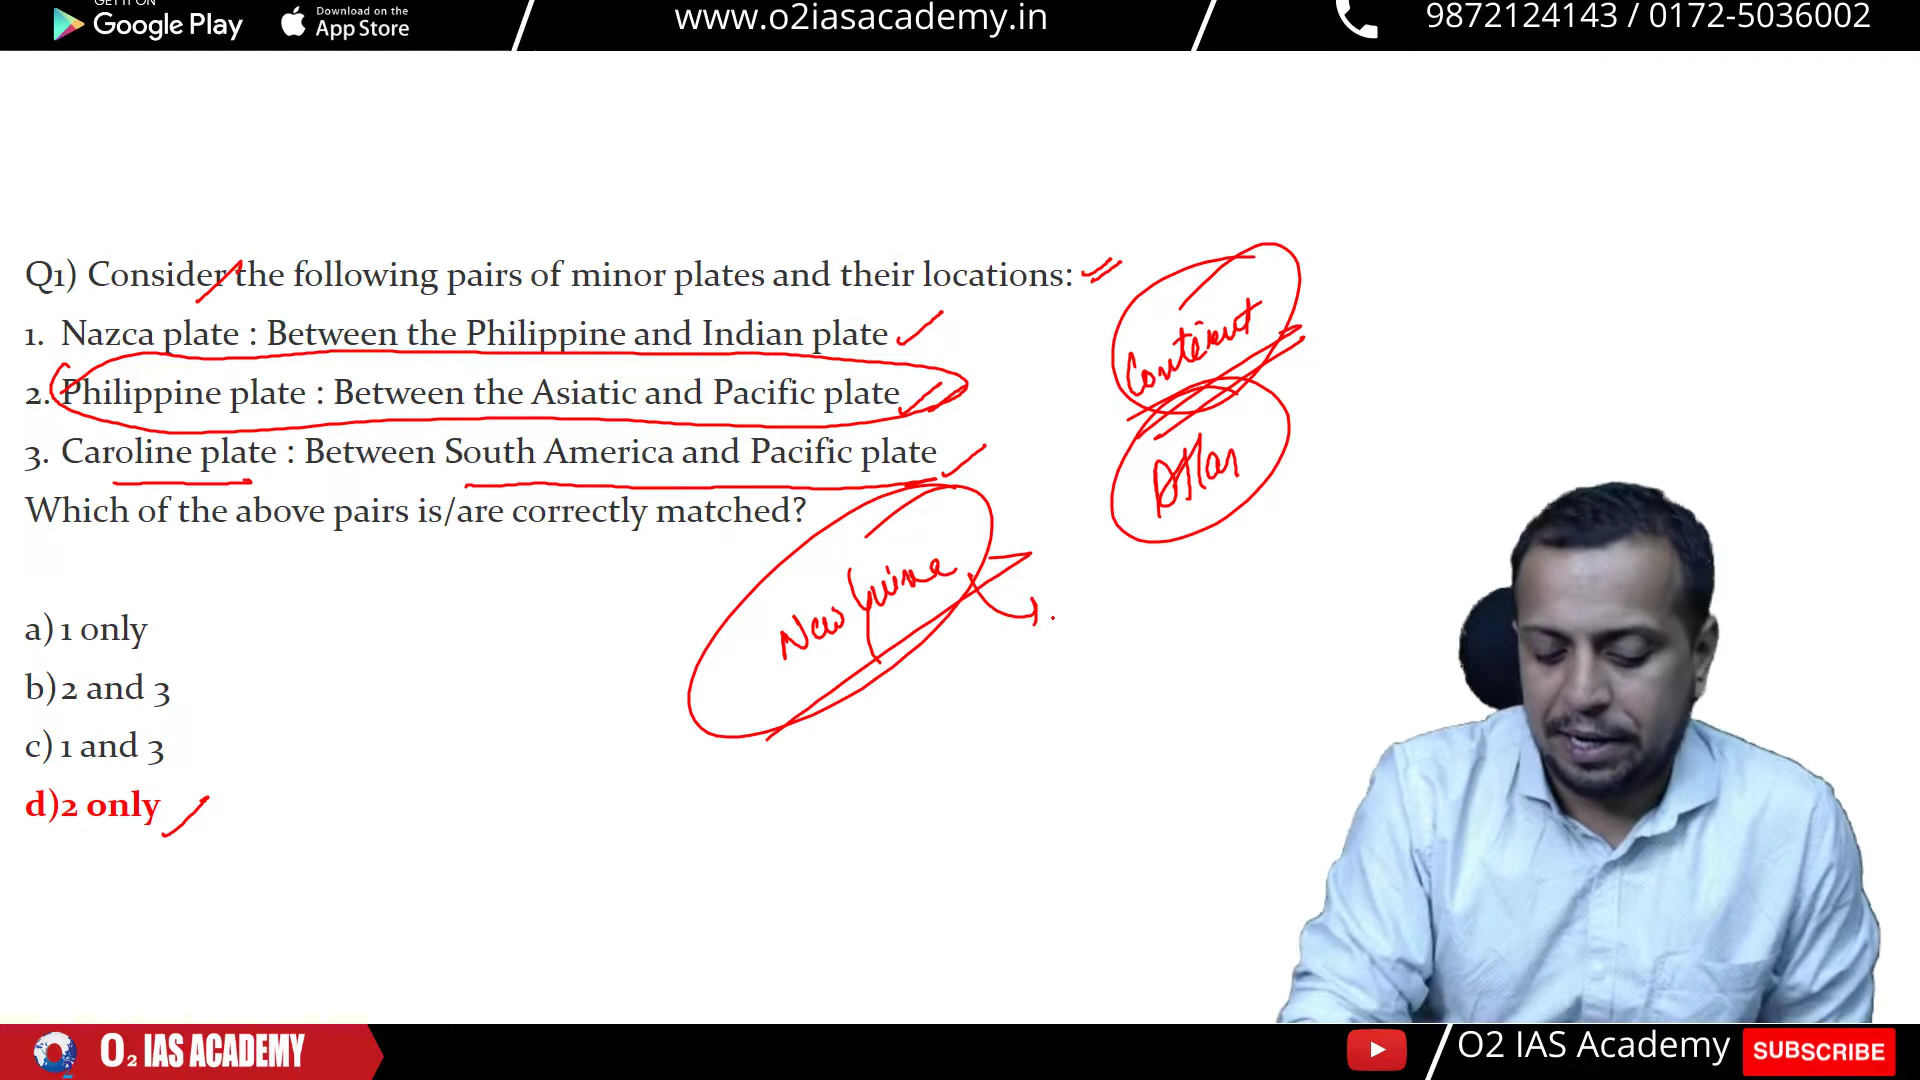 GET IN ON
Google Play
Download on the
App Store
www.o2iasacademy.in
9872124143 / 0172-5036002
Q1) Consider the following pairs of minor plates and their locations:
1. Nazca plate : Between the Philippine and Indian plate
2. Philippine plate : Between the Asiatic and Pacific plate
3. Caroline plate : Between South America and Pacific plate
Which of the above pairs is/are correctly matched?
a) 1 only
b) 2 and 3
c) 1 and 3
d) 2 only
New Guinea
Atlas
O2 IAS ACADEMY
O2 IAS Academy
SUBSCRIBE